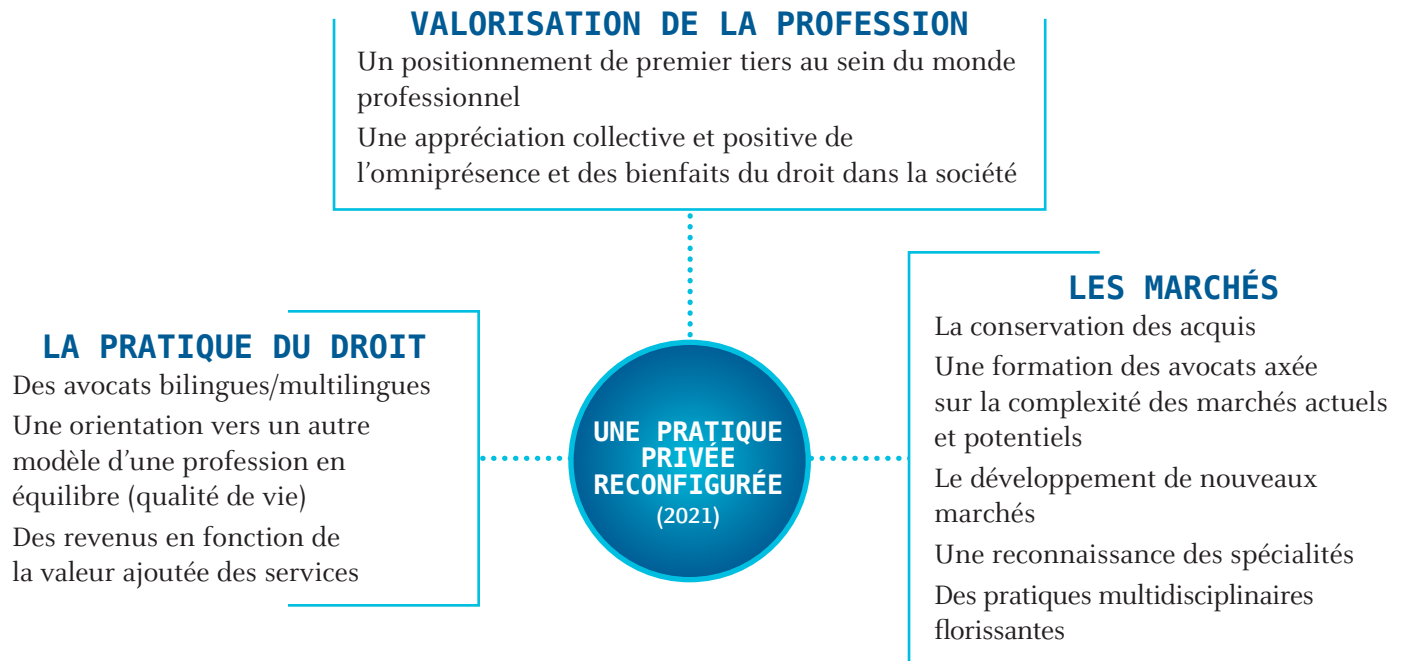 VALORISATION DE LA PROFESSION
Un positionnement de premier tiers au sein du monde
professionnel
Une appréciation collective et positive de
l’omniprésence et des bienfaits du droit dans la société
LA PRATIQUE DU DROIT
Des avocats bilingues/multilingues
Une orientation vers un autre
modèle d’une profession en
équilibre (qualité de vie)
Des revenus en fonction de
la valeur ajoutée des services
UNE PRATIQUE
PRIVÉE
RECONFIGURÉE
(2021)
LES MARCHÉS
La conservation des acquis
Une formation des avocats axée
sur la complexité des marchés actuels
et potentiels
Le développement de nouveaux
marchés
Une reconnaissance des spécialités
Des pratiques multidisciplinaires
florissantes